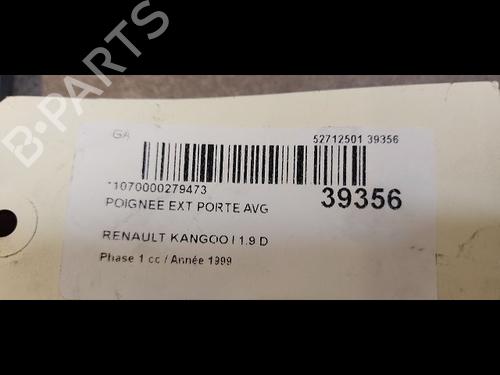 B-PARTS
GA
52712501 39356
*1070000279473
39356
POIGNEE EXT PORTE AVG
RENAULT KANGOO I 1.9 D
Phase 1 cc / Année 1999